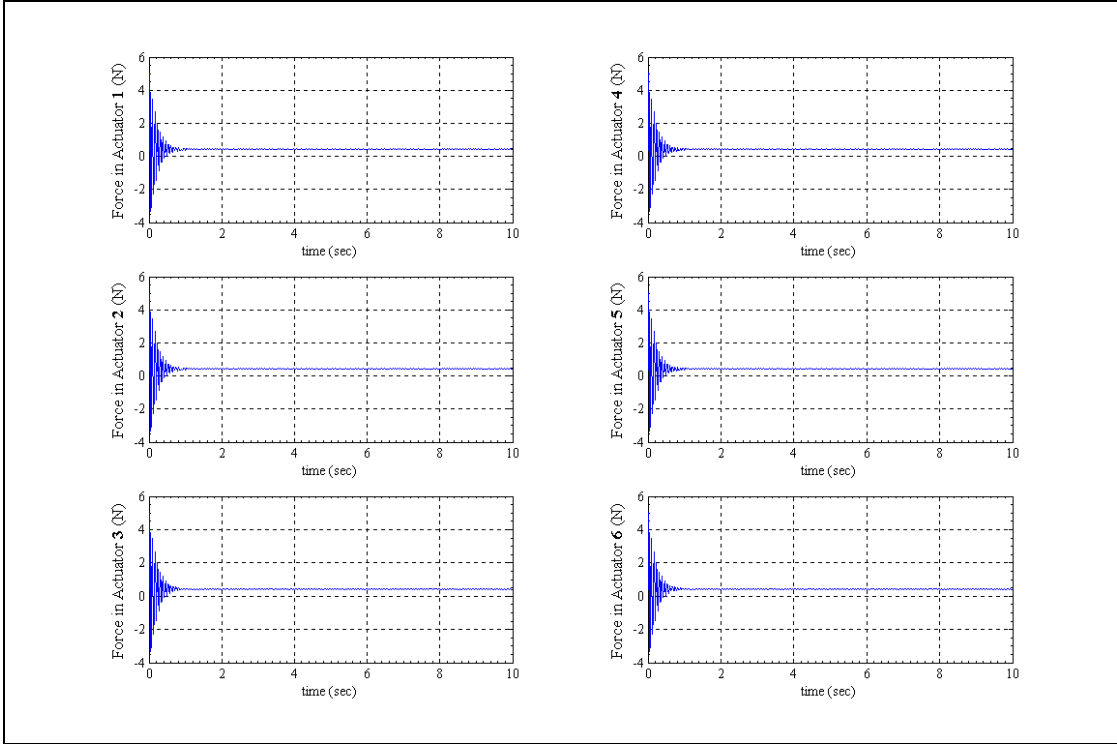 6
4
2
0
-2
-4
Force in Actuator 1 (N)
0 2 4 6 8 10
time (sec)
6
4
2
0
-2
-4
Force in Actuator 4 (N)
0 2 4 6 8 10
time (sec)
6
4
2
0
-2
-4
Force in Actuator 2 (N)
0 2 4 6 8 10
time (sec)
6
4
2
0
-2
-4
Force in Actuator 5 (N)
0 2 4 6 8 10
time (sec)
6
4
2
0
-2
-4
Force in Actuator 3 (N)
0 2 4 6 8 10
time (sec)
6
4
2
0
-2
-4
Force in Actuator 6 (N)
0 2 4 6 8 10
time (sec)